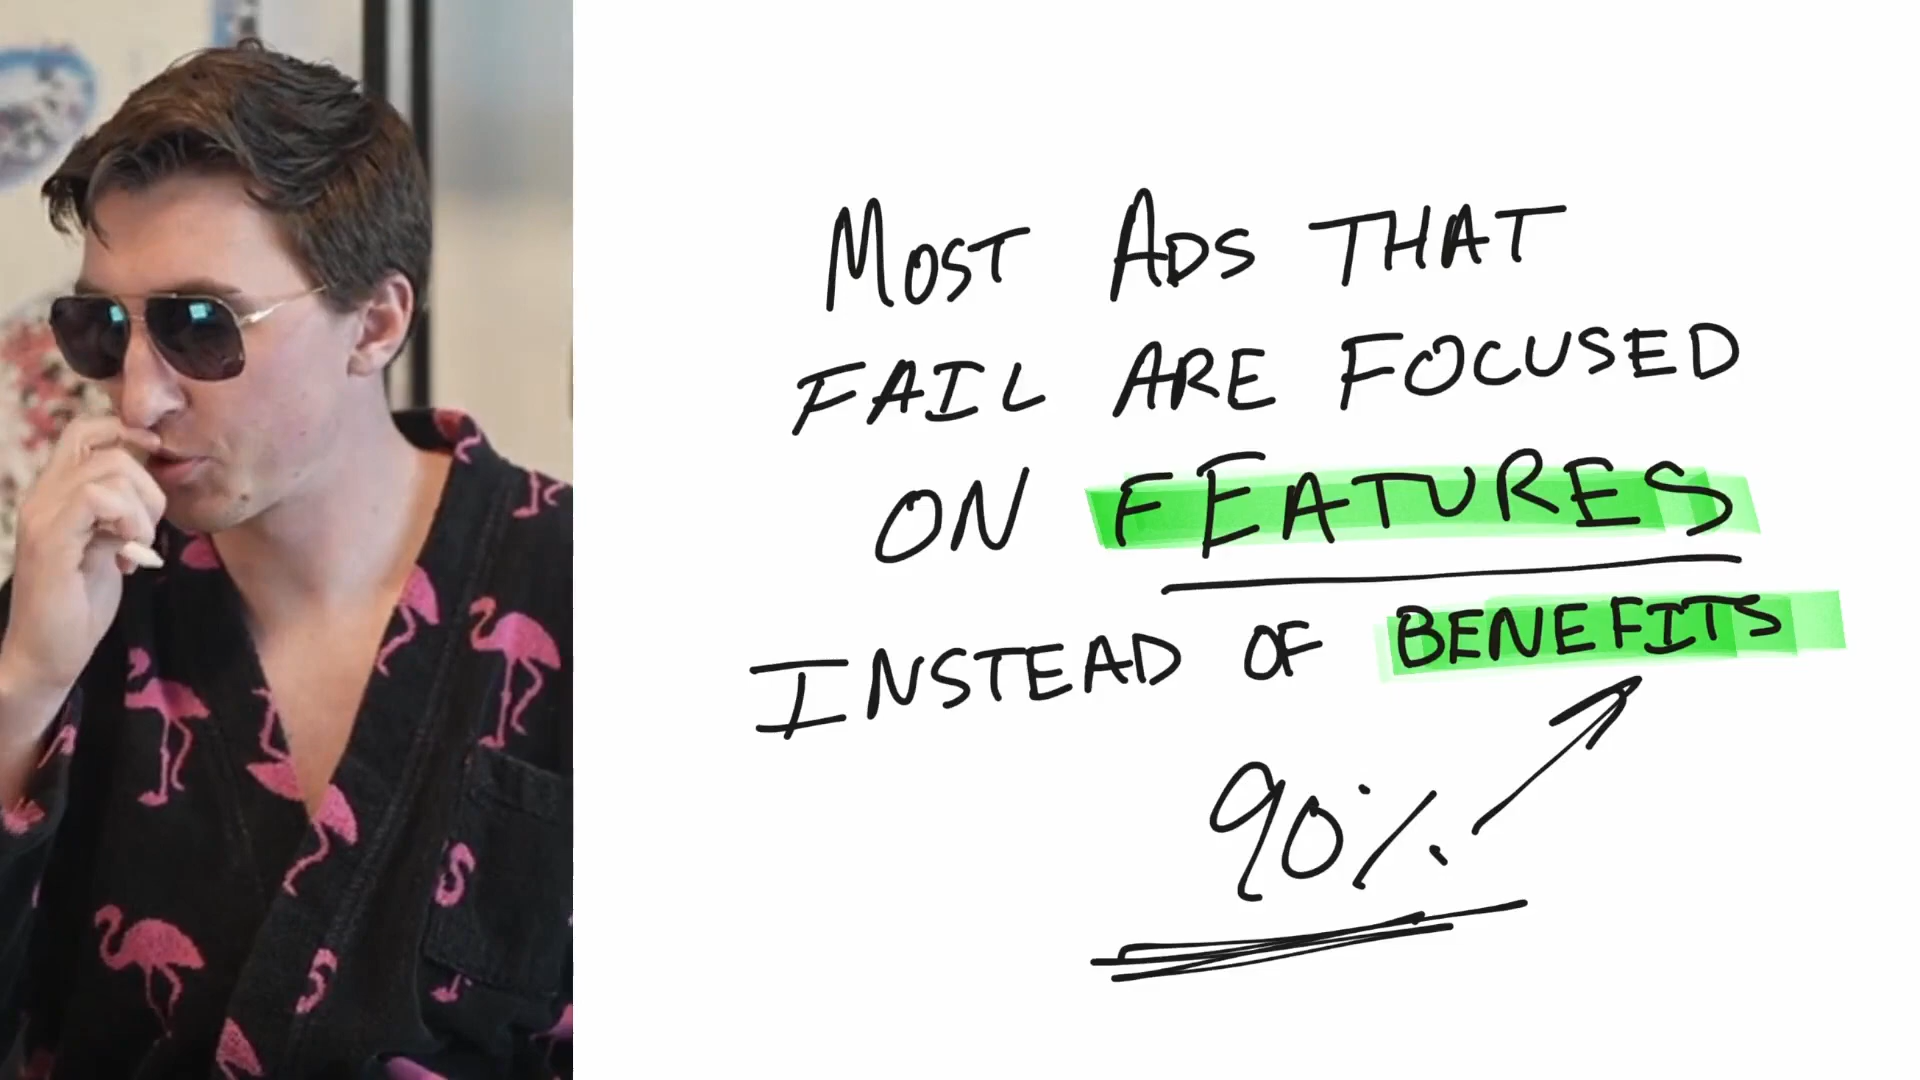 MOST ADS THAT
FAIL ARE FOCUSED
ON FEATURES
INSTEAD OF BENEFITS
90%